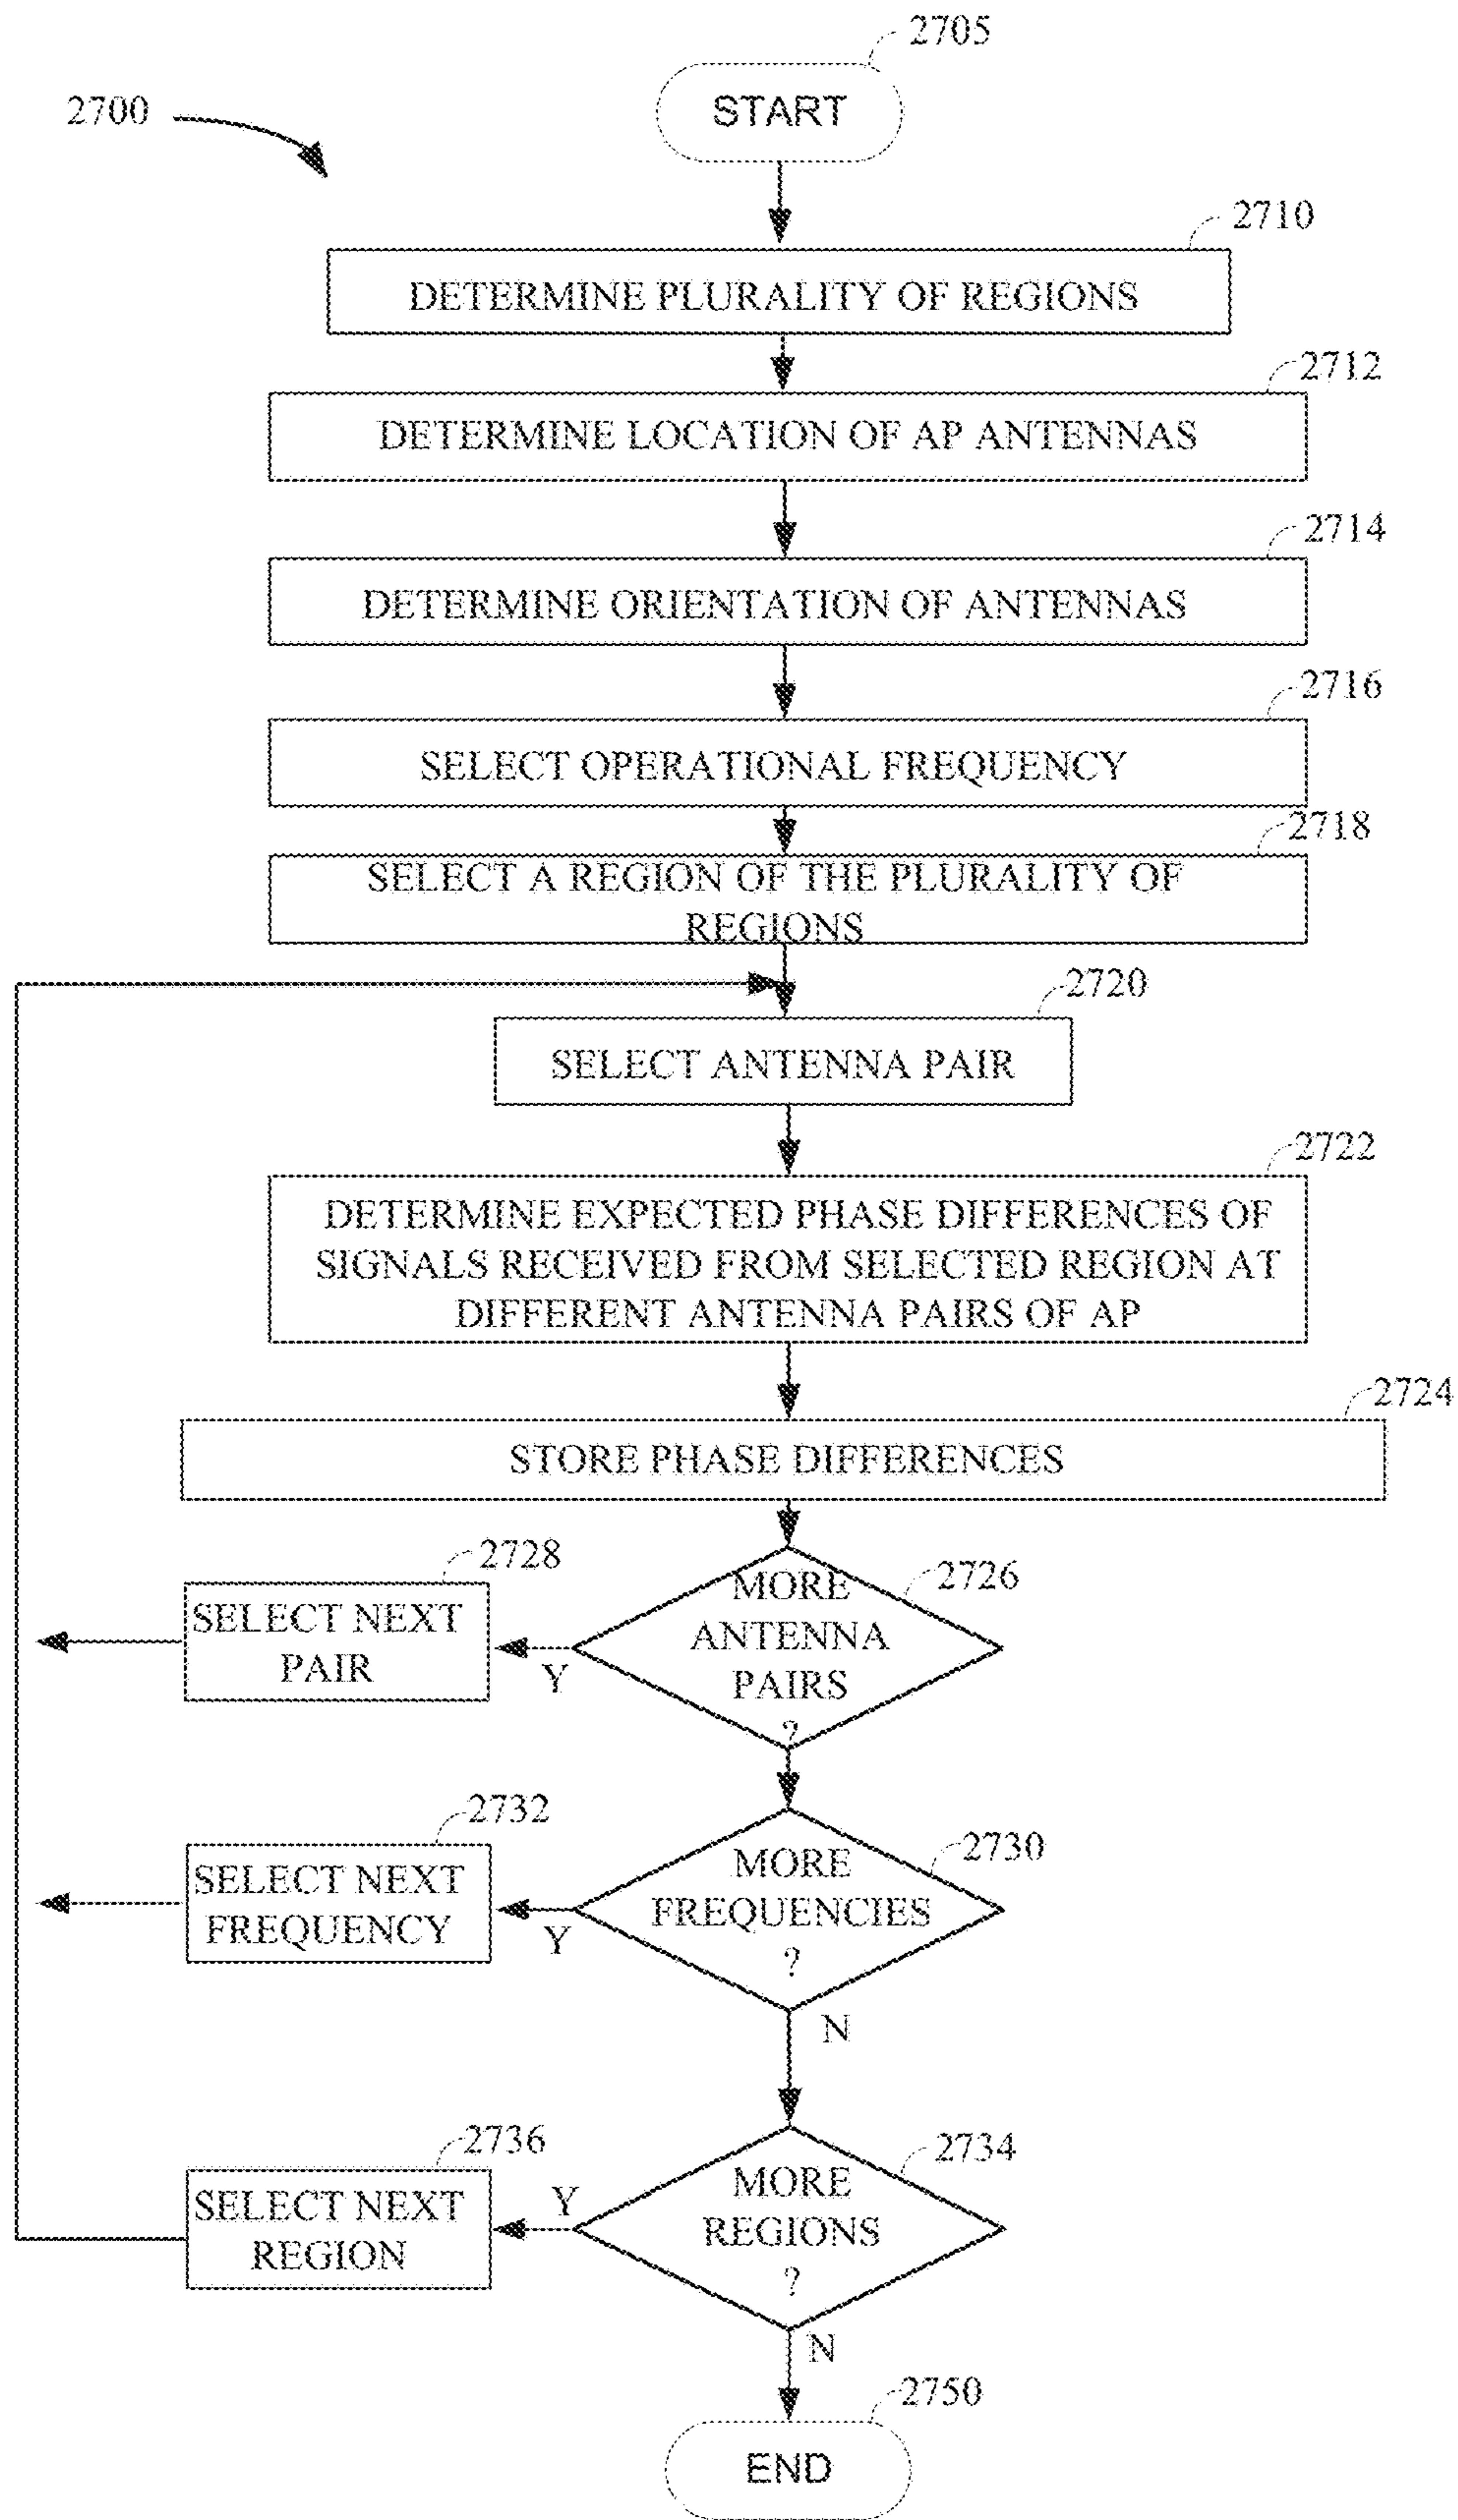 2705
START
2700
2710
DETERMINE PLURALITY OF REGIONS
2712
DETERMINE LOCATION OF AP ANTENNAS
2714
DETERMINE ORIENTATION OF ANTENNAS
2716
SELECT OPERATIONAL FREQUENCY
2718
SELECT A REGION OF THE PLURALITY OF
REGIONS
2720
SELECT ANTENNA PAIR
2722
DETERMINE EXPECTED PHASE DIFFERENCES OF
SIGNALS RECEIVED FROM SELECTED REGION AT
DIFFERENT ANTENNA PAIRS OF AP
2724
STORE PHASE DIFFERENCES
2728
SELECT NEXT
PAIR
Y
2726
MORE
ANTENNA
PAIRS
?
2732
SELECT NEXT
FREQUENCY
Y
2730
MORE
FREQUENCIES
?
N
2736
SELECT NEXT
REGION
Y
2734
MORE
REGIONS
?
N
2750
END